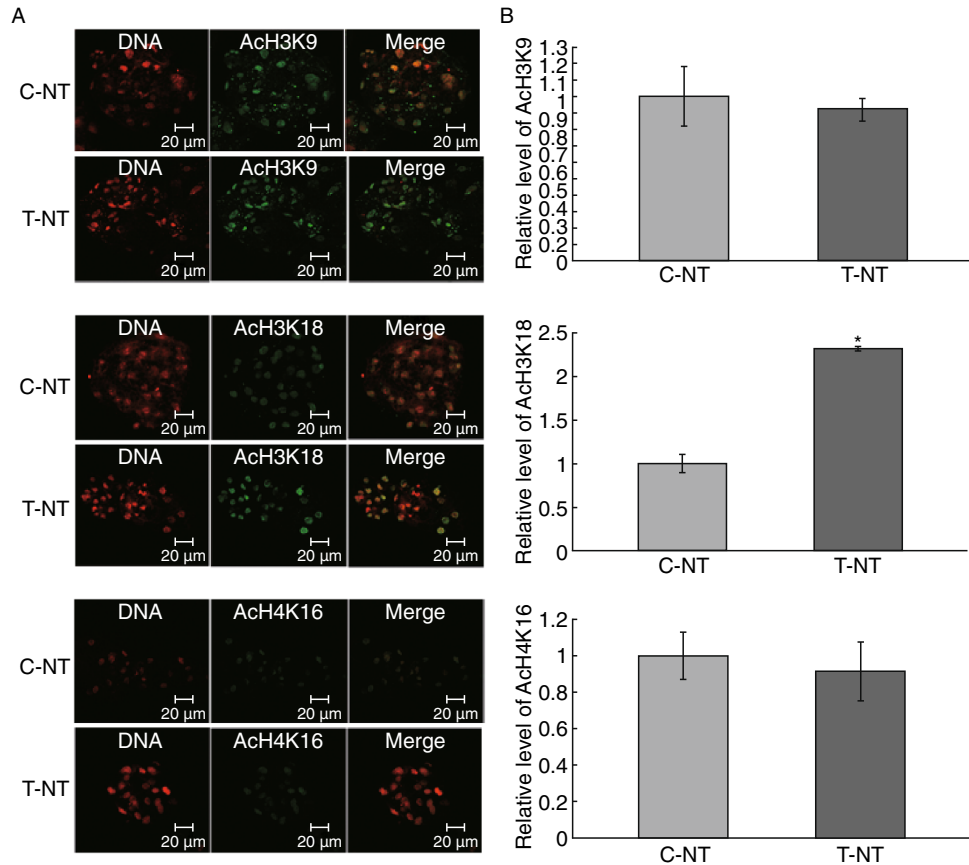 A
DNA AcH3K9 Merge
C-NT
20 µm 20 µm 20 µm
DNA AcH3K9 Merge
T-NT
20 µm 20 µm 20 µm
DNA AcH3K18 Merge
C-NT
20 µm 20 µm 20 µm
DNA AcH3K18 Merge
T-NT
20 µm 20 µm 20 µm
DNA AcH4K16 Merge
C-NT
20 µm 20 µm 20 µm
DNA AcH4K16 Merge
T-NT
20 µm 20 µm 20 µm
B
Relative level of AcH3K9
1.3
1.2
1.1
1
0.9
0.8
0.7
0.6
0.5
0.4
0.3
0.2
0
C-NT T-NT
Relative level of AcH3K18
2.5
2
1.5
1
0.5
0
*
C-NT T-NT
Relative level of AcH4K16
1.2
1
0.8
0.6
0.4
0.2
0
C-NT T-NT